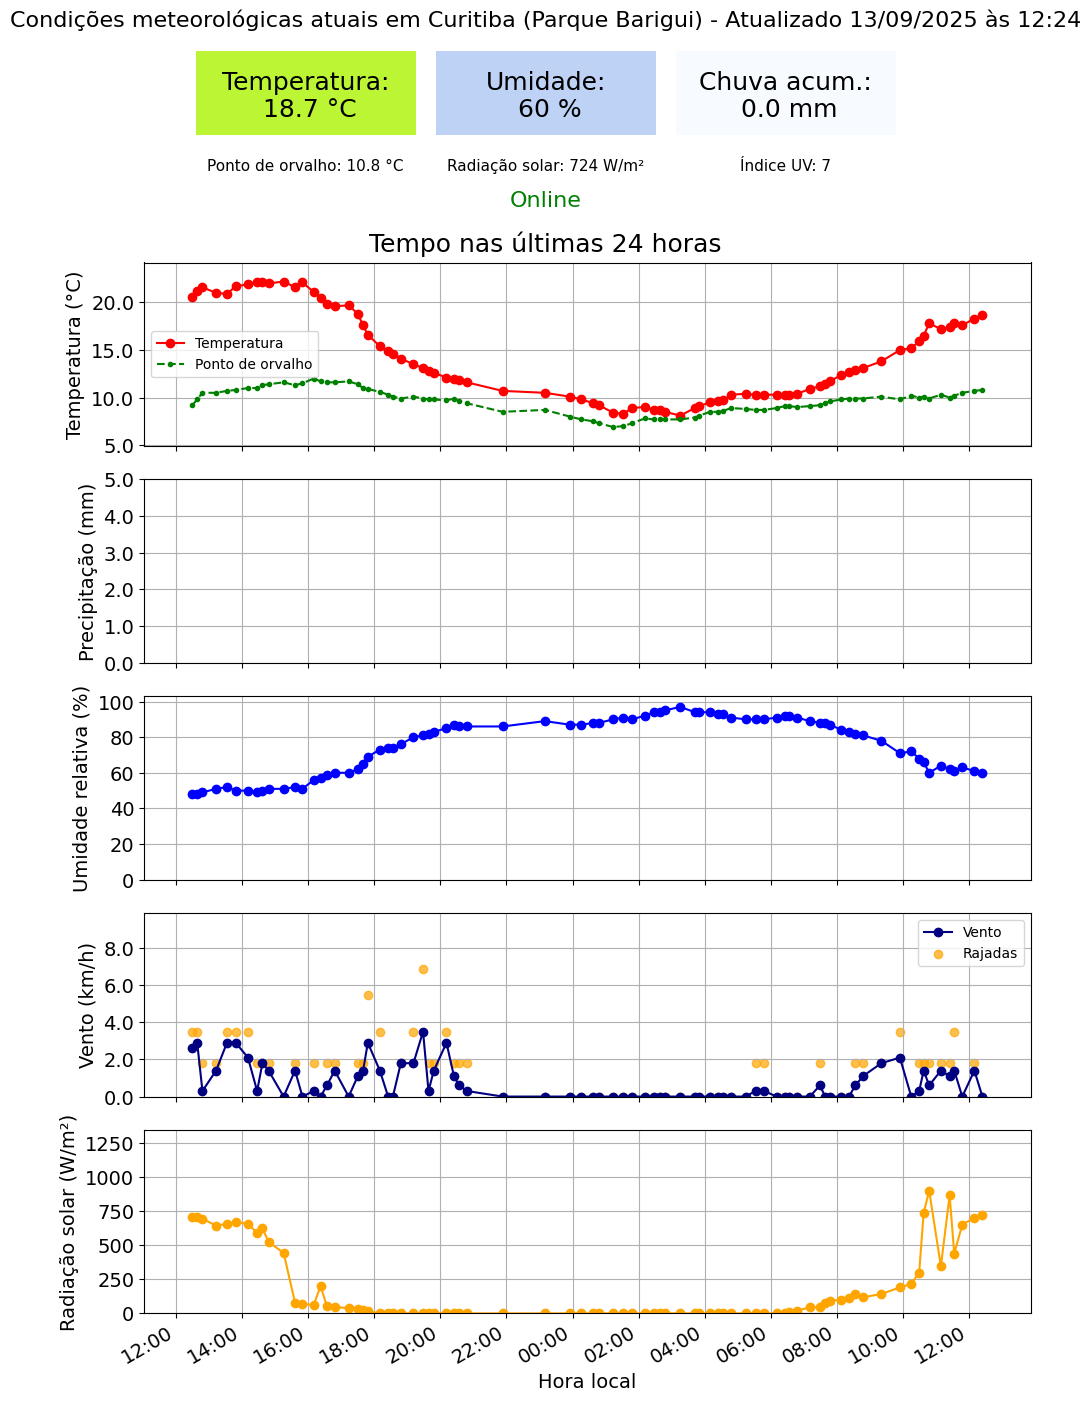 Condições meteorológicas atuais em Curitiba (Parque Barigui) - Atualizado 13/09/2025 às 12:24
Temperatura:
18.7 °C
Umidade:
60 %
Chuva acum.:
0.0 mm
Ponto de orvalho: 10.8 °C
Radiação solar: 724 W/m²
Índice UV: 7
Online
Tempo nas últimas 24 horas
Temperatura (°C)
20.0
15.0
10.0
5.0
Temperatura
Ponto de orvalho
Precipitação (mm)
5.0
4.0
3.0
2.0
1.0
0.0
Umidade relativa (%)
100
80
60
40
20
0
Vento (km/h)
8.0
6.0
4.0
2.0
0.0
Vento
Rajadas
Radiação solar (W/m²)
1250
1000
750
500
250
0
12:00
14:00
16:00
18:00
20:00
22:00
00:00
02:00
04:00
06:00
08:00
10:00
12:00
Hora local